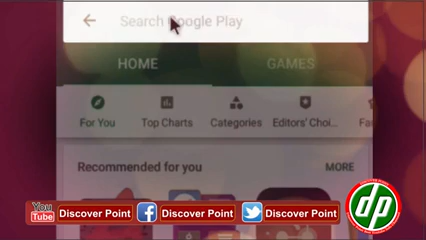 Search Google Play
HOME GAMES
For You Top Charts Categories Editors' Choi... Fa
Recommended for you MORE
You Tube Discover Point Discover Point Discover Point
dp